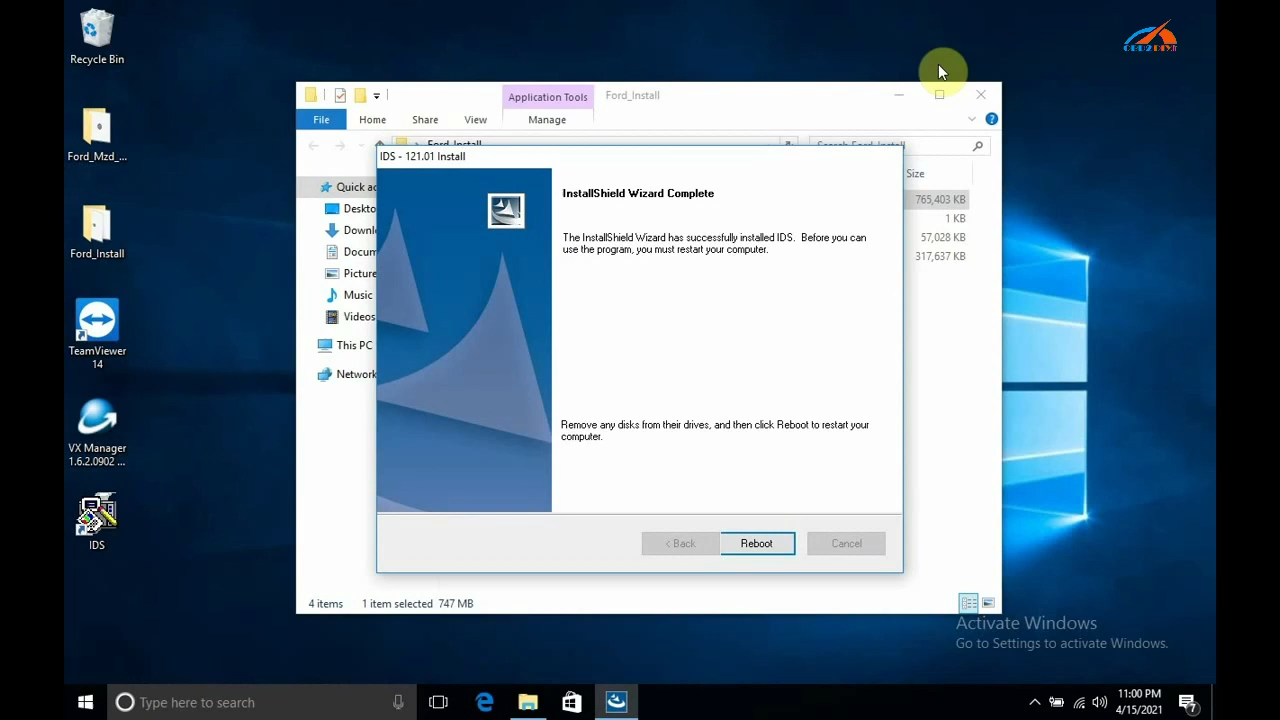 Recycle Bin
Ford_Mzd_...
Ford_Install
TeamViewer
14
VX Manager
1.6.2.0902 ...
IDS
Application Tools
Ford_Install
File
Home
Share
View
Manage
Ford_Install
Search Ford_Install
Size
Quick ac
Deskto
Downl
Docum
Picture
Music
Videos
This PC
Network
765,403 KB
1 KB
57,028 KB
317,637 KB
IDS - 121.01 Install
InstallShield Wizard Complete
The InstallShield Wizard has successfully installed IDS.  Before you can
use the program, you must restart your computer.
Remove any disks from their drives, and then click Reboot to restart your
computer.
< Back
Reboot
Cancel
4 items
1 item selected  747 MB
Activate Windows
Go to Settings to activate Windows.
Type here to search
11:00 PM
4/15/2021
7